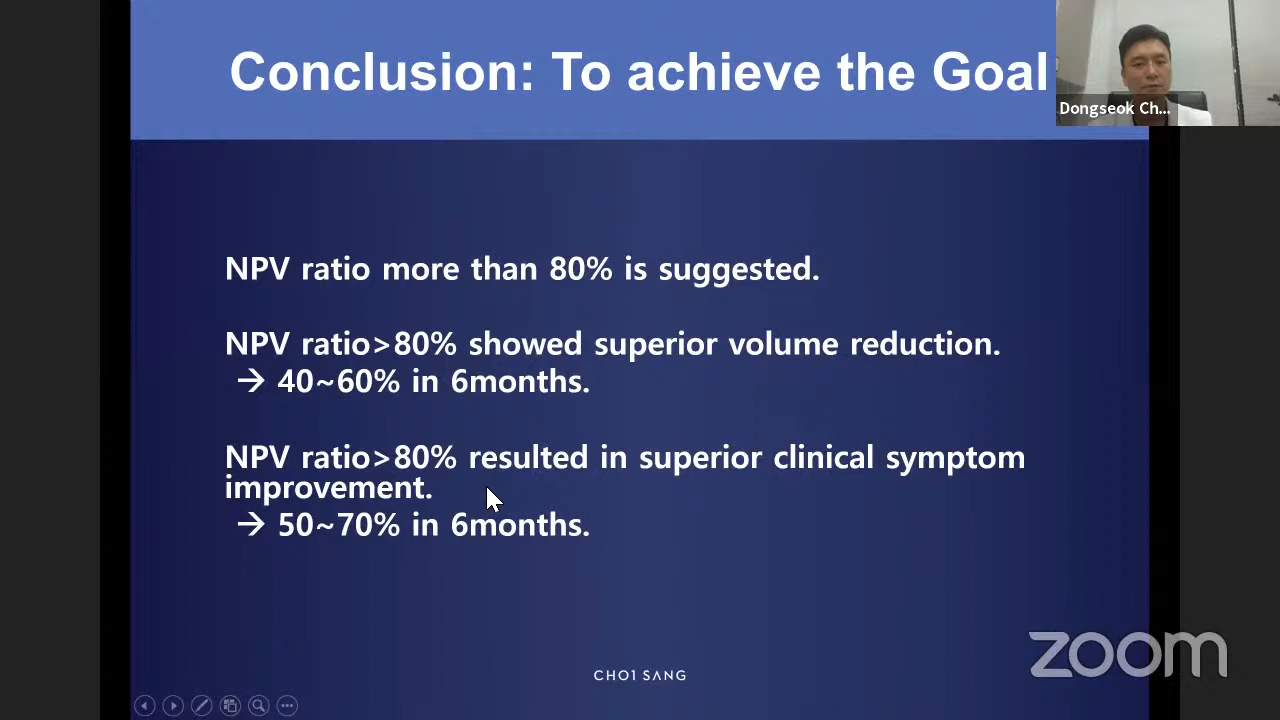 Conclusion: To achieve the Goal
Dongseok Ch...
NPV ratio more than 80% is suggested.
NPV ratio>80% showed superior volume reduction.
→ 40~60% in 6months.
NPV ratio>80% resulted in superior clinical symptom
improvement.
→ 50~70% in 6months.
CHOI SANG
zoom